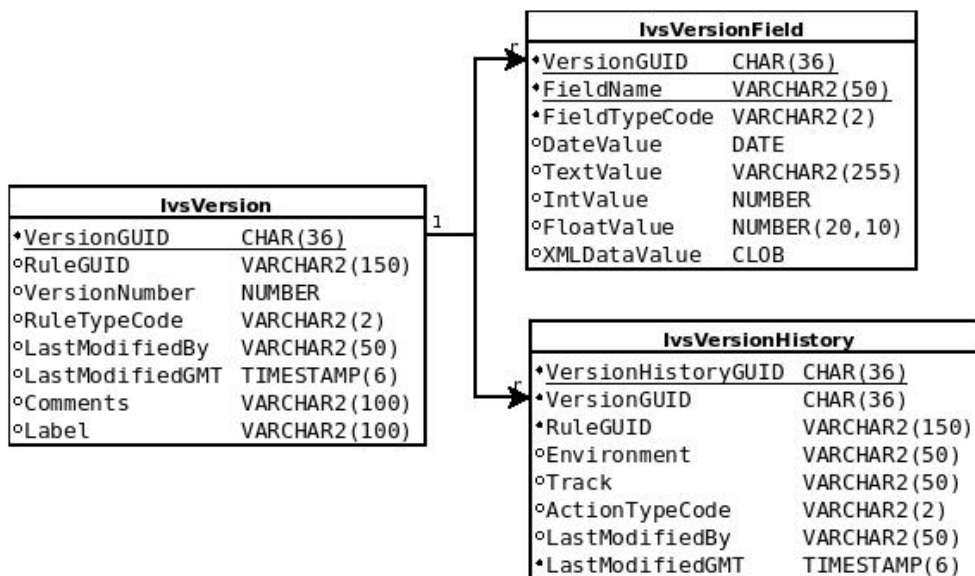 IvsVersionField
VersionGUID CHAR(36)
FieldName VARCHAR2(50)
FieldTypeCode VARCHAR2(2)
DateValue DATE
TextValue VARCHAR2(255)
IntValue NUMBER
FloatValue NUMBER(20,10)
XMLDataValue CLOB
r
IvsVersion
VersionGUID CHAR(36)
RuleGUID VARCHAR2(150)
VersionNumber NUMBER
RuleTypeCode VARCHAR2(2)
LastModifiedBy VARCHAR2(50)
LastModifiedGMT TIMESTAMP(6)
Comments VARCHAR2(100)
Label VARCHAR2(100)
1
IvsVersionHistory
VersionHistoryGUID CHAR(36)
VersionGUID CHAR(36)
RuleGUID VARCHAR2(150)
Environment VARCHAR2(50)
Track VARCHAR2(50)
ActionTypeCode VARCHAR2(2)
LastModifiedBy VARCHAR2(50)
LastModifiedGMT TIMESTAMP(6)
r